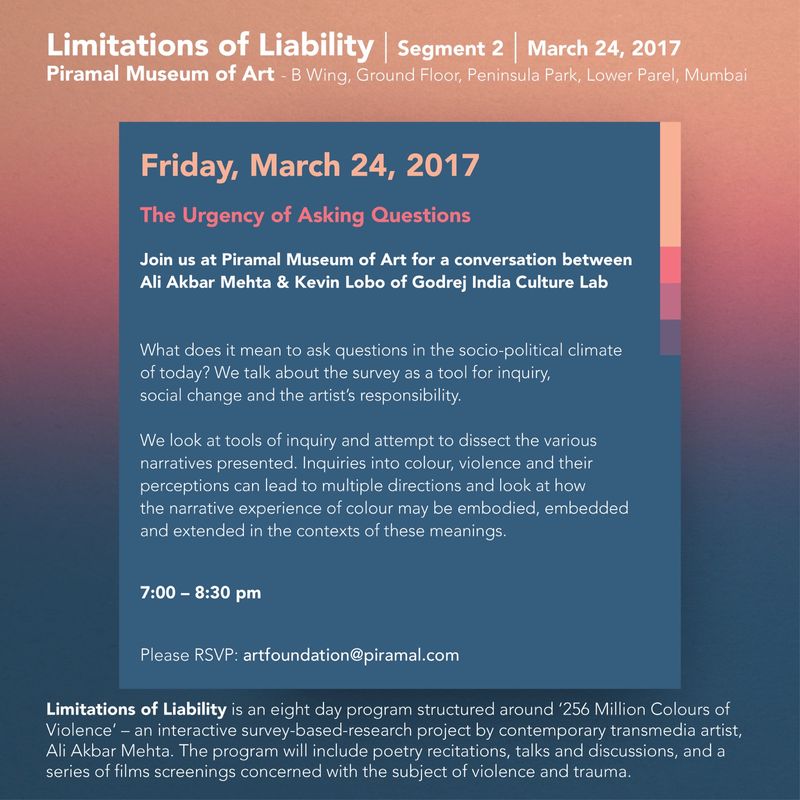 Limitations of Liability | Segment 2 | March 24, 2017
Piramal Museum of Art - B Wing, Ground Floor, Peninsula Park, Lower Parel, Mumbai
Friday, March 24, 2017
The Urgency of Asking Questions
Join us at Piramal Museum of Art for a conversation between
Ali Akbar Mehta & Kevin Lobo of Godrej India Culture Lab
What does it mean to ask questions in the socio-political climate
of today? We talk about the survey as a tool for inquiry,
social change and the artist's responsibility.
We look at tools of inquiry and attempt to dissect the various
narratives presented. Inquiries into colour, violence and their
perceptions can lead to multiple directions and look at how
the narrative experience of colour may be embodied, embedded
and extended in the contexts of these meanings.
7:00 – 8:30 pm
Please RSVP: artfoundation@piramal.com
Limitations of Liability is an eight day program structured around ‘256 Million Colours of
Violence’ – an interactive survey-based-research project by contemporary transmedia artist,
Ali Akbar Mehta. The program will include poetry recitations, talks and discussions, and a
series of films screenings concerned with the subject of violence and trauma.